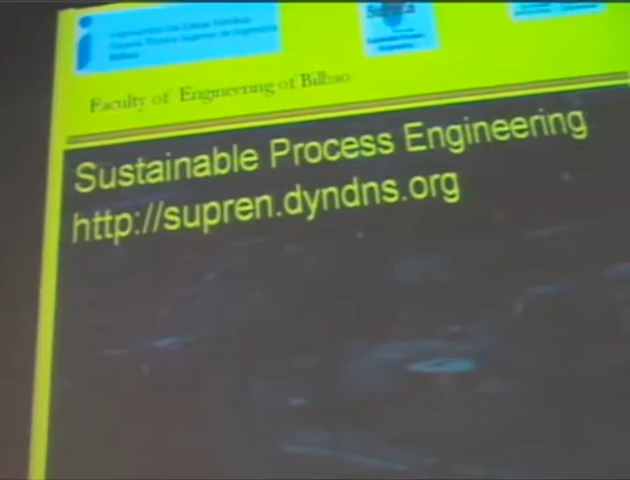 Faculty of Engineering of Bilbao
Sustainable Process Engineering
http://supren.dyndns.org